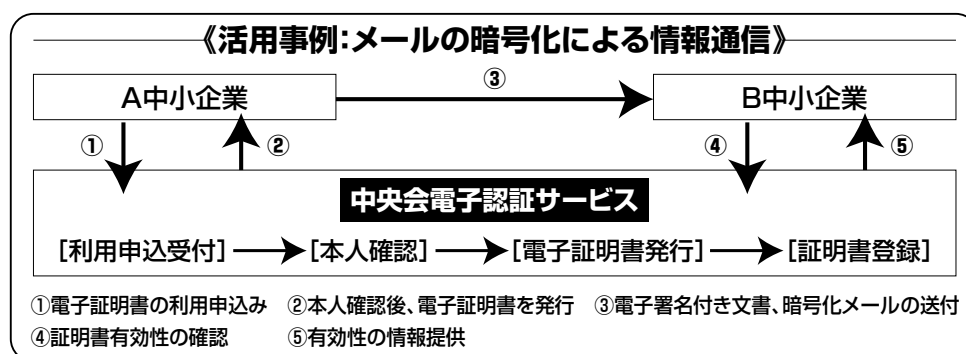 《活用事例：メールの暗号化による情報通信》
③
A中小企業
B中小企業
①
②
④
⑤
中央会電子認証サービス
[利用申込受付]
[本人確認]
[電子証明書発行]
[証明書登録]
①電子証明書の利用申込み ②本人確認後、電子証明書を発行 ③電子署名付き文書、暗号化メールの送付
④証明書有効性の確認 ⑤有効性の情報提供